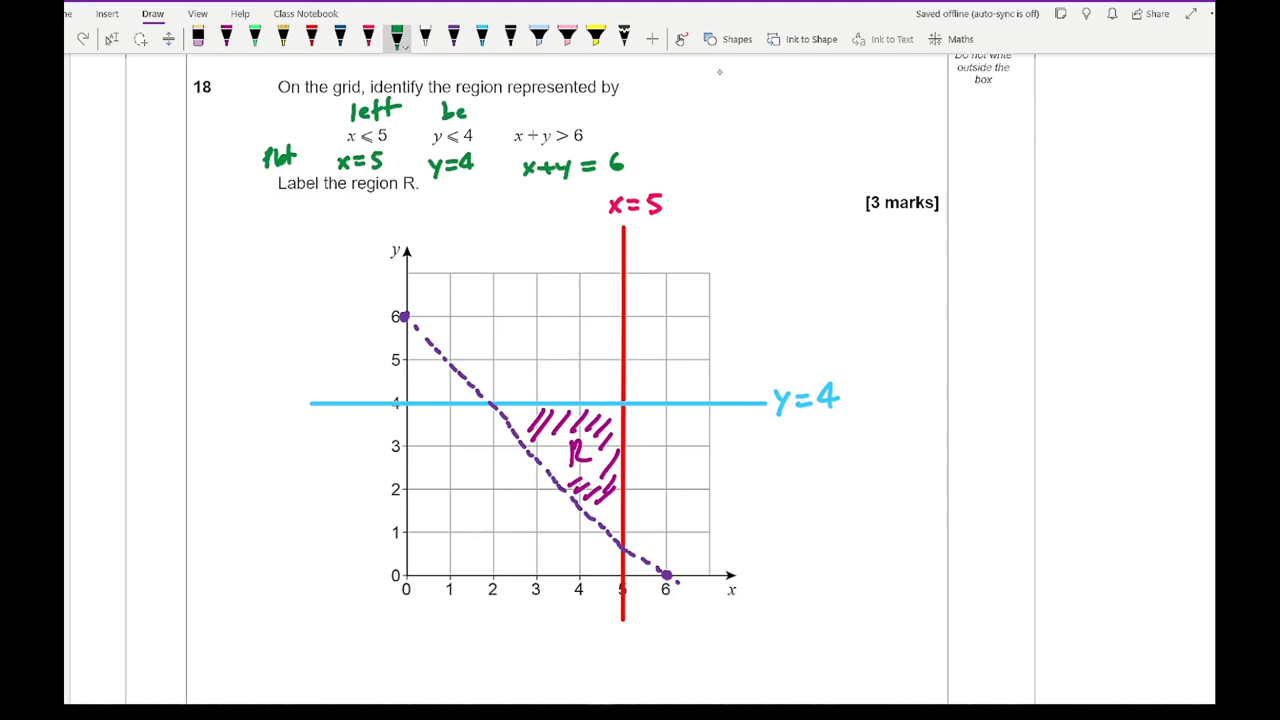 me Insert Draw View Help Class Notebook Saved offline (auto-sync is off) Share
Shapes Ink to Shape Ink to Text Maths
Do not write
outside the
box
18 On the grid, identify the region represented by
left be
x ⩽ 5 y ⩽ 4 x + y > 6
Plot x=5 y=4 x+y = 6
Label the region R.
[3 marks]
x=5
y
6
5
4 y=4
3
R
2
1
0
0 1 2 3 4 5 6 x